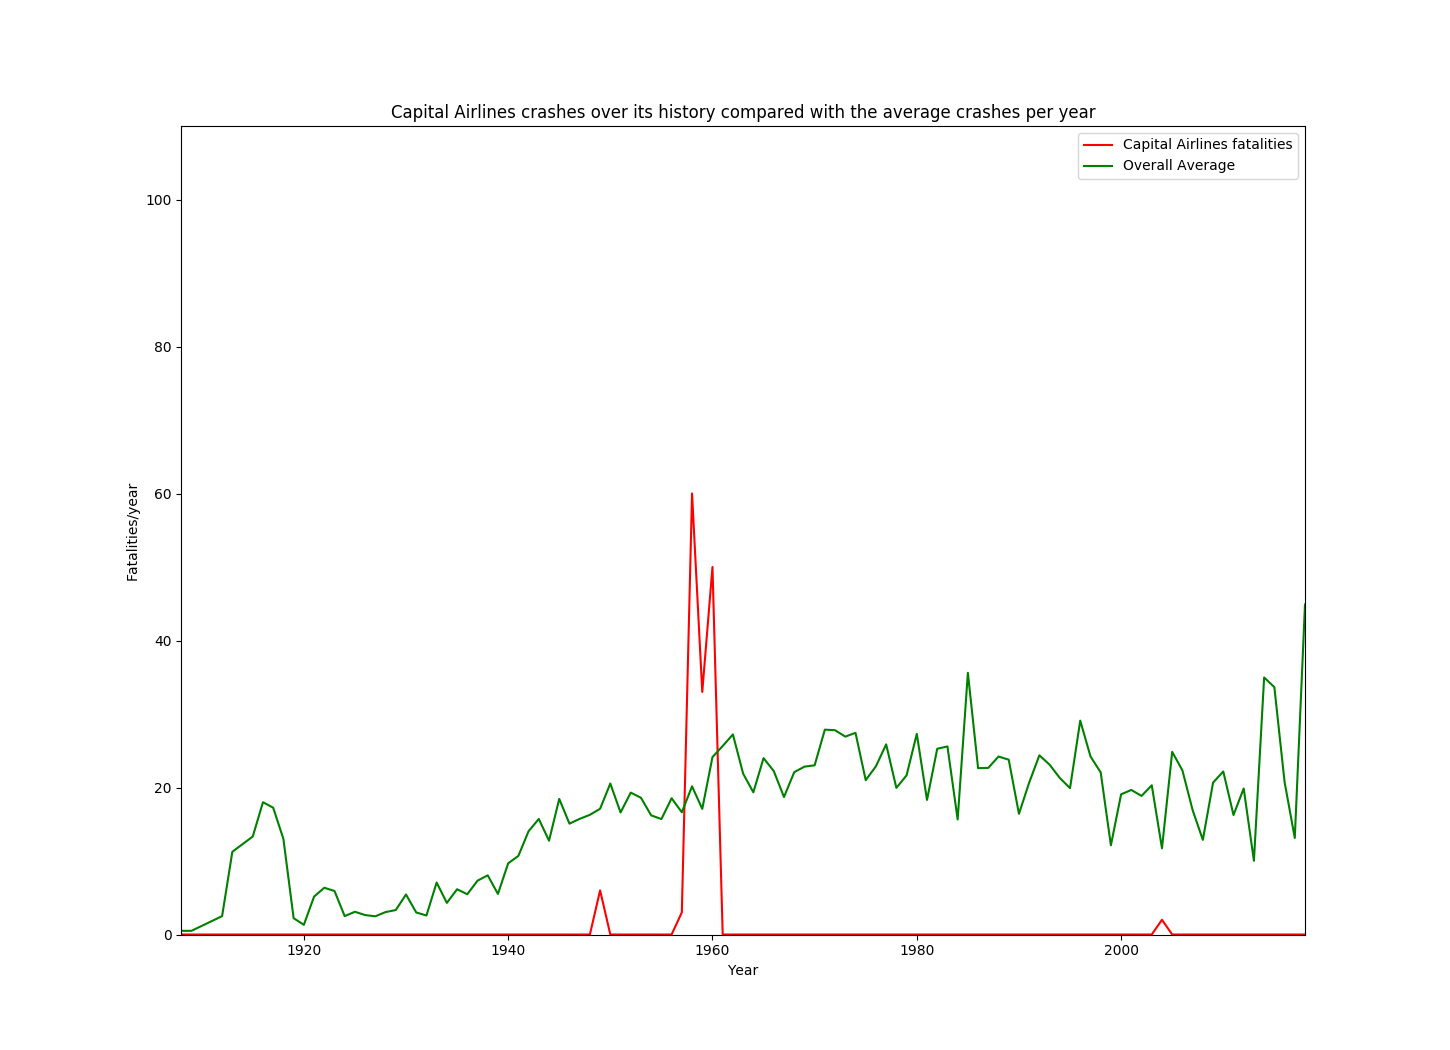 Capital Airlines crashes over its history compared with the average crashes per year
Capital Airlines fatalities
Overall Average
100
80
60
40
20
0
Fatalities/year
1920 1940 1960 1980 2000
Year